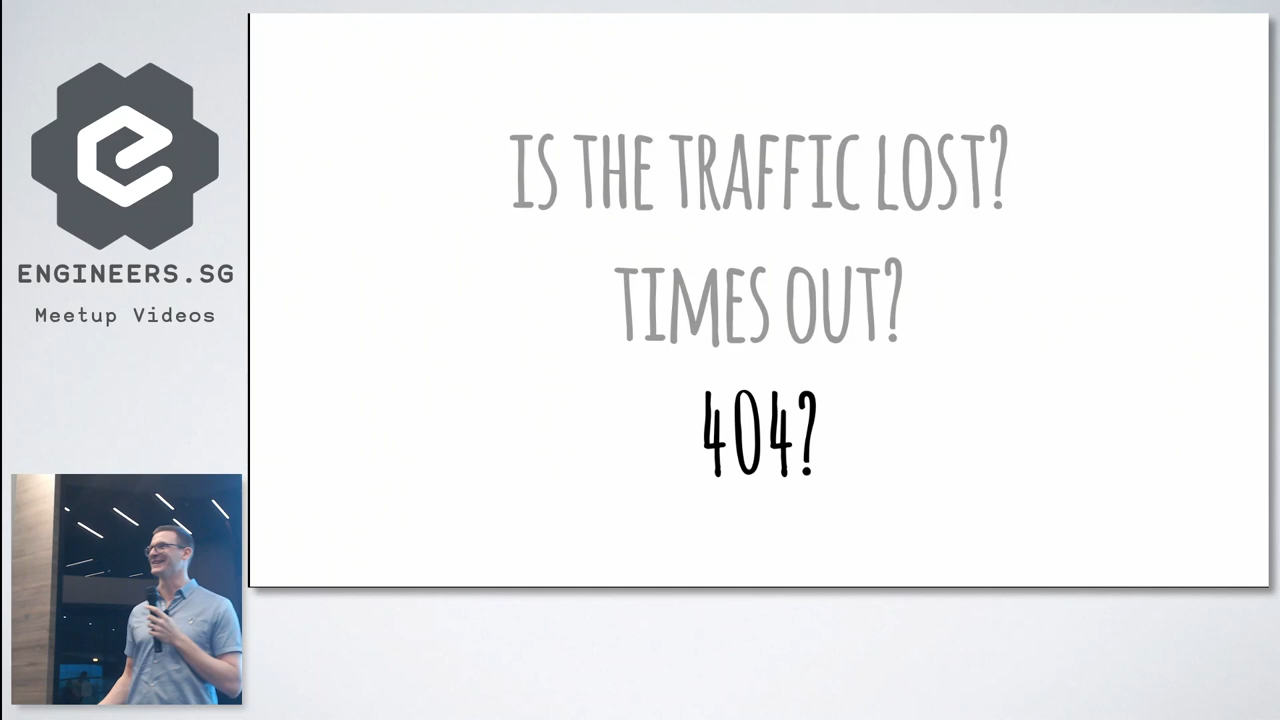 ENGINEERS.SG
Meetup Videos
IS THE TRAFFIC LOST?
TIMES OUT?
404?